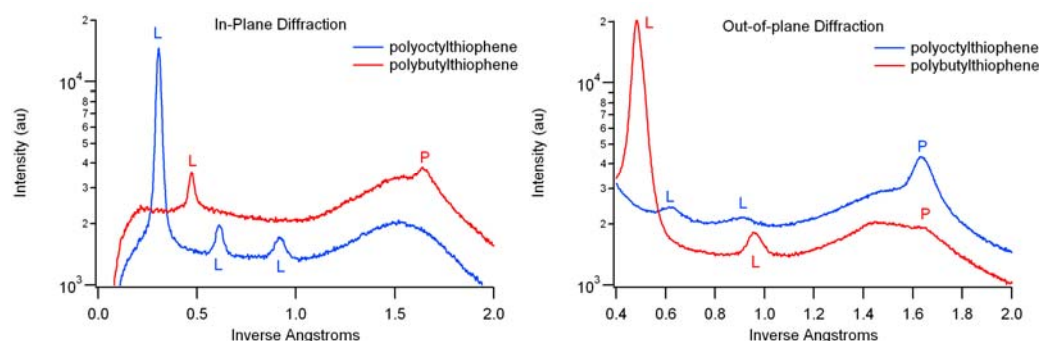 In-Plane Diffraction
polyoctylthiophene
polybutylthiophene
L
L
P
L
L
2
10⁴
8
7
6
5
4
3
2
10³
Intensity (au)
0.0 0.5 1.0 1.5 2.0
Inverse Angstroms
Out-of-plane Diffraction
polyoctylthiophene
polybutylthiophene
L
P
L
L
P
L
2
10⁴
8
7
6
5
4
3
2
10³
Intensity (au)
0.4 0.6 0.8 1.0 1.2 1.4 1.6 1.8 2.0
Inverse Angstroms